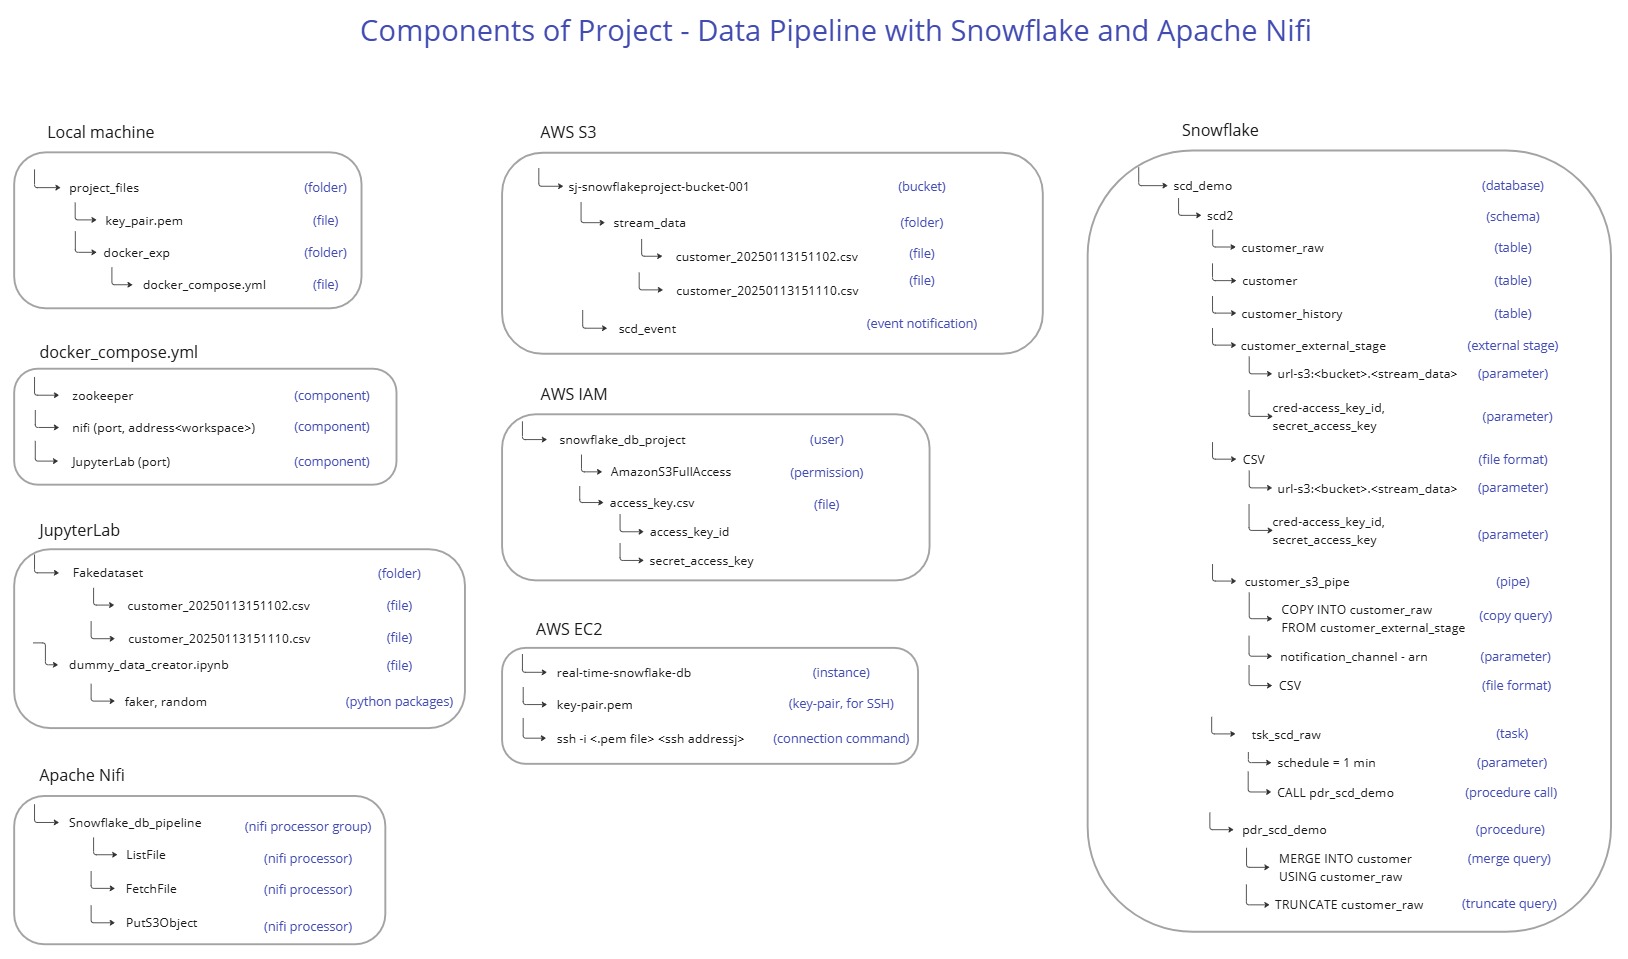 Components of Project - Data Pipeline with Snowflake and Apache Nifi
Local machine
project_files (folder)
key_pair.pem (file)
docker_exp (folder)
docker_compose.yml (file)
docker_compose.yml
zookeeper (component)
nifi (port, address<workspace>) (component)
JupyterLab (port) (component)
JupyterLab
Fakedataset (folder)
customer_20250113151102.csv (file)
customer_20250113151110.csv (file)
dummy_data_creator.ipynb (file)
faker, random (python packages)
Apache Nifi
Snowflake_db_pipeline (nifi processor group)
ListFile (nifi processor)
FetchFile (nifi processor)
PutS3Object (nifi processor)
AWS S3
sj-snowflakeproject-bucket-001 (bucket)
stream_data (folder)
customer_20250113151102.csv (file)
customer_20250113151110.csv (file)
scd_event (event notification)
AWS IAM
snowflake_db_project (user)
AmazonS3FullAccess (permission)
access_key.csv (file)
access_key_id
secret_access_key
AWS EC2
real-time-snowflake-db (instance)
key-pair.pem (key-pair, for SSH)
ssh -i <.pem file> <ssh addressj> (connection command)
Snowflake
scd_demo (database)
scd2 (schema)
customer_raw (table)
customer (table)
customer_history (table)
customer_external_stage (external stage)
url-s3:<bucket>.<stream_data> (parameter)
cred-access_key_id,
secret_access_key (parameter)
CSV (file format)
url-s3:<bucket>.<stream_data> (parameter)
cred-access_key_id,
secret_access_key (parameter)
customer_s3_pipe (pipe)
COPY INTO customer_raw
FROM customer_external_stage (copy query)
notification_channel - arn (parameter)
CSV (file format)
tsk_scd_raw (task)
schedule = 1 min (parameter)
CALL pdr_scd_demo (procedure call)
pdr_scd_demo (procedure)
MERGE INTO customer (merge query)
USING customer_raw
TRUNCATE customer_raw (truncate query)